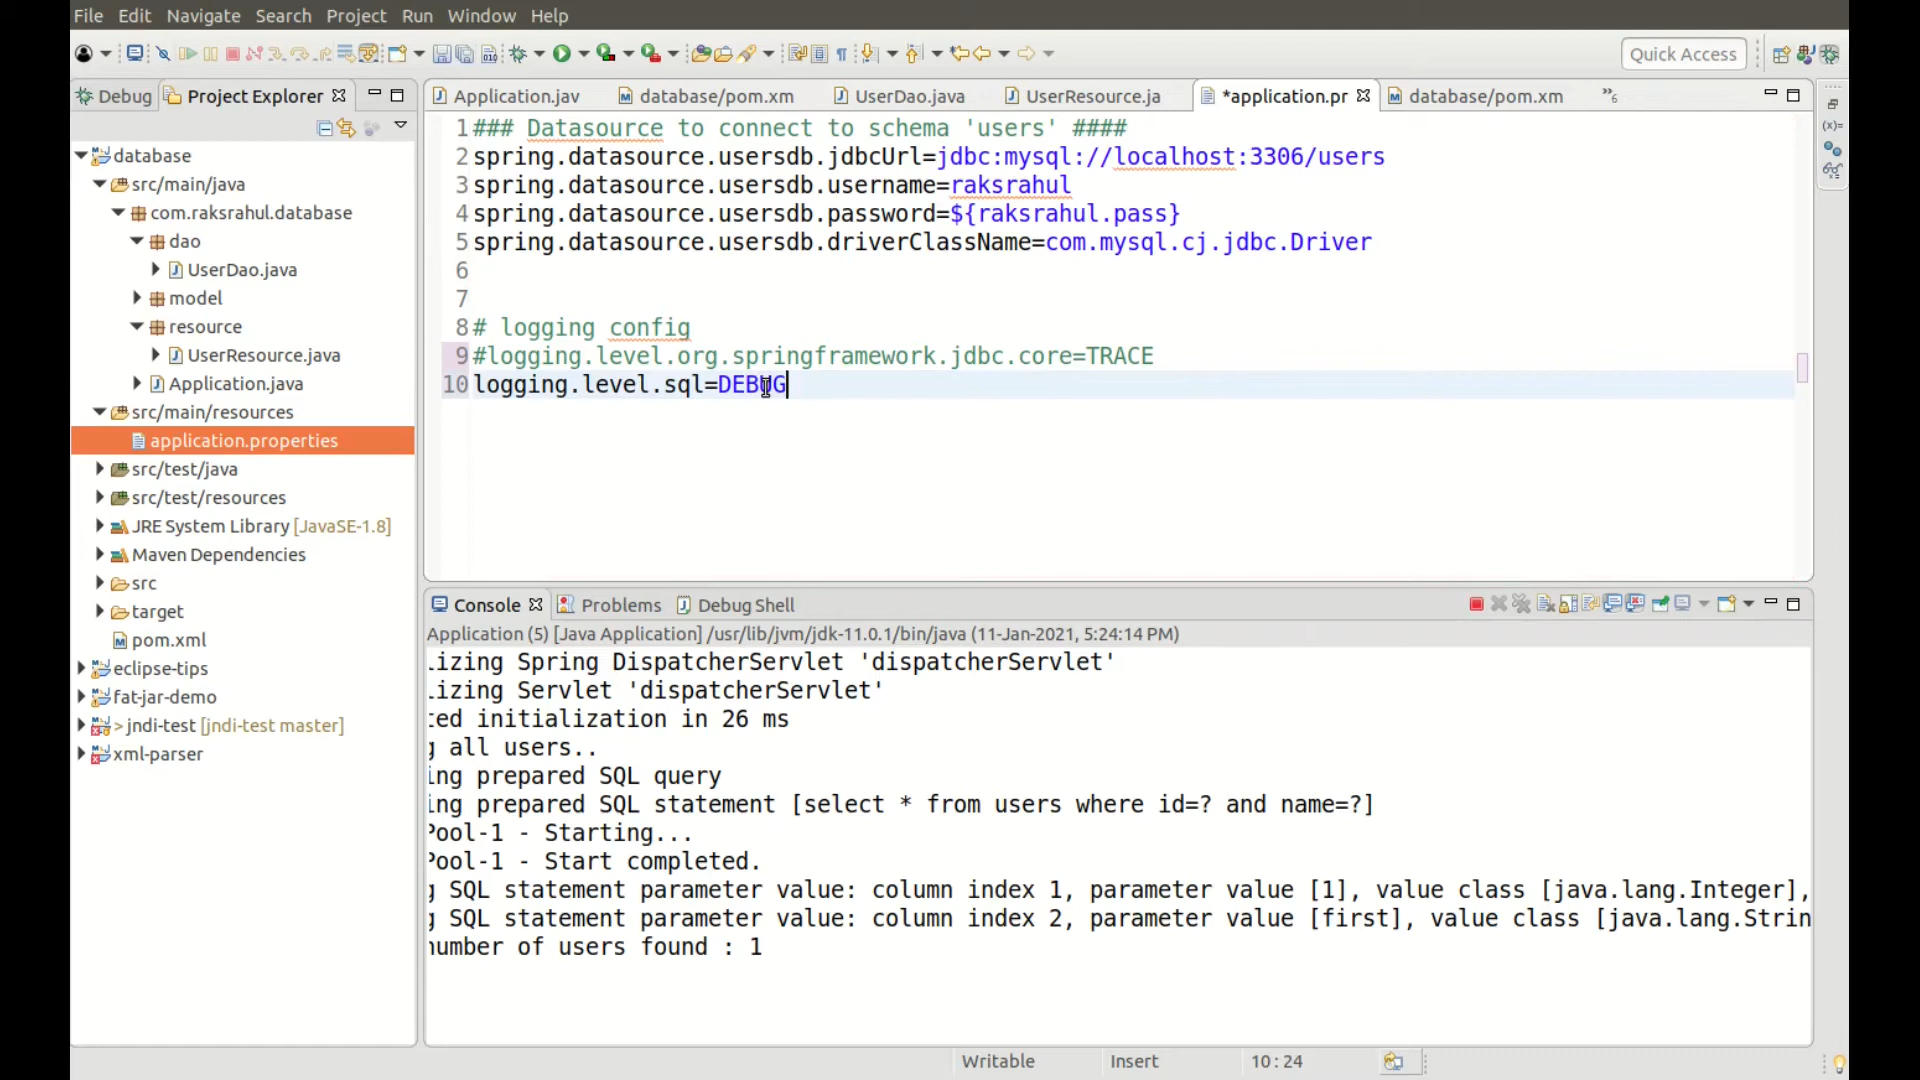 File Edit Navigate Search Project Run Window Help
Quick Access
Debug Project Explorer
Application.jav database/pom.xm UserDao.java UserResource.ja *application.pr database/pom.xm »6
database
src/main/java
com.raksrahul.database
dao
UserDao.java
model
resource
UserResource.java
Application.java
src/main/resources
application.properties
src/test/java
src/test/resources
JRE System Library [JavaSE-1.8]
Maven Dependencies
src
target
pom.xml
eclipse-tips
fat-jar-demo
> jndi-test [jndi-test master]
xml-parser
1 ### Datasource to connect to schema 'users' ####
2 spring.datasource.usersdb.jdbcUrl=jdbc:mysql://localhost:3306/users
3 spring.datasource.usersdb.username=raksrahul
4 spring.datasource.usersdb.password=${raksrahul.pass}
5 spring.datasource.usersdb.driverClassName=com.mysql.cj.jdbc.Driver
6
7
8 # logging config
9 #logging.level.org.springframework.jdbc.core=TRACE
10 logging.level.sql=DEBUG
Console Problems Debug Shell
Application (5) [Java Application] /usr/lib/jvm/jdk-11.0.1/bin/java (11-Jan-2021, 5:24:14 PM)
lizing Spring DispatcherServlet 'dispatcherServlet'
lizing Servlet 'dispatcherServlet'
ted initialization in 26 ms
g all users..
ing prepared SQL query
ing prepared SQL statement [select * from users where id=? and name=?]
Pool-1 - Starting...
Pool-1 - Start completed.
g SQL statement parameter value: column index 1, parameter value [1], value class [java.lang.Integer],
g SQL statement parameter value: column index 2, parameter value [first], value class [java.lang.Strin
number of users found : 1
Writable Insert 10:24